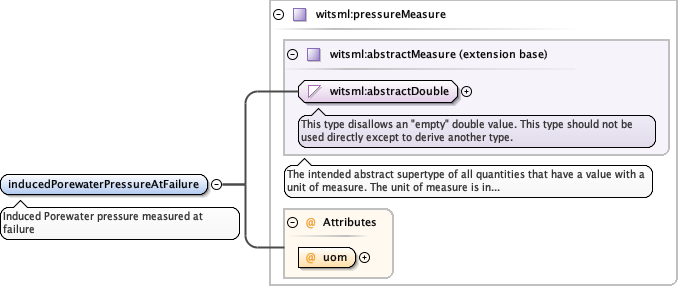 witsml:pressureMeasure
witsml:abstractMeasure (extension base)
witsml:abstractDouble
This type disallows an "empty" double value. This type should not be
used directly except to derive another type.
The intended abstract supertype of all quantities that have a value with a
unit of measure. The unit of measure is in...
inducedPorewaterPressureAtFailure
Induced Porewater pressure measured at
failure
@ Attributes
@ uom